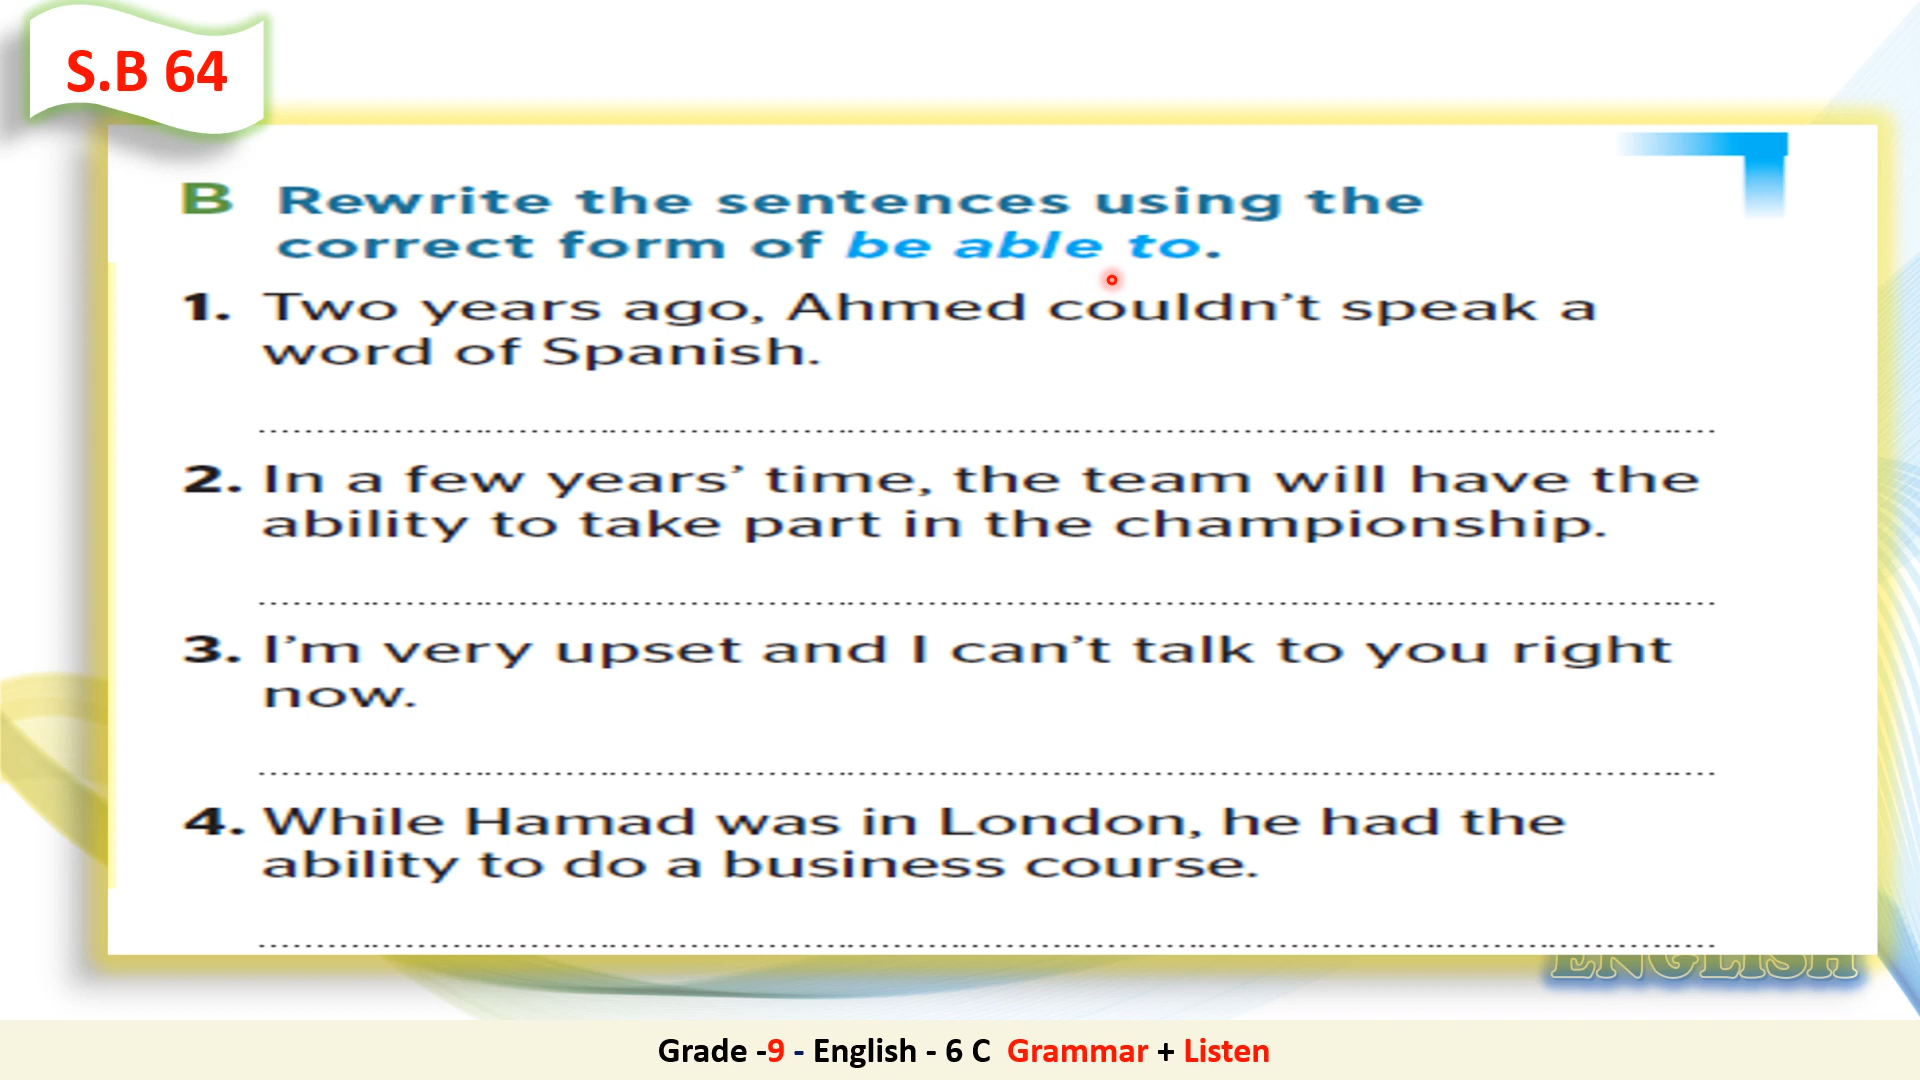 S.B 64
B Rewrite the sentences using the
correct form of be able to.
1. Two years ago, Ahmed couldn’t speak a
word of Spanish.
2. In a few years’ time, the team will have the
ability to take part in the championship.
3. I’m very upset and I can’t talk to you right
now.
4. While Hamad was in London, he had the
ability to do a business course.
ENGLISH
Grade -9 - English - 6 C Grammar + Listen